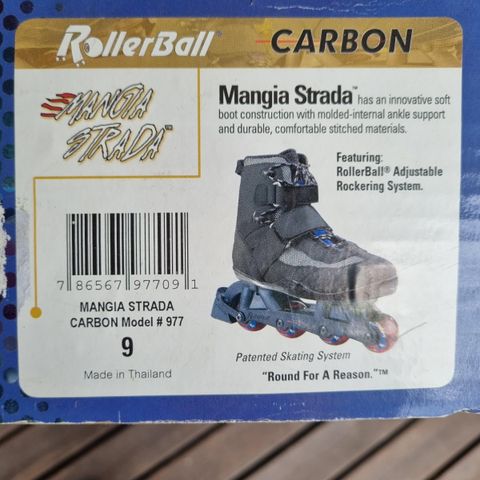 RollerBall®
CARBON
MANGIA
STRADA™
Mangia Strada™ has an innovative soft
boot construction with molded-internal ankle support
and durable, comfortable stitched materials.
Featuring:
RollerBall® Adjustable
Rockering System.
7 86567 97709 1
MANGIA STRADA
CARBON Model # 977
9
Made in Thailand
Patented Skating System
"Round For A Reason."™